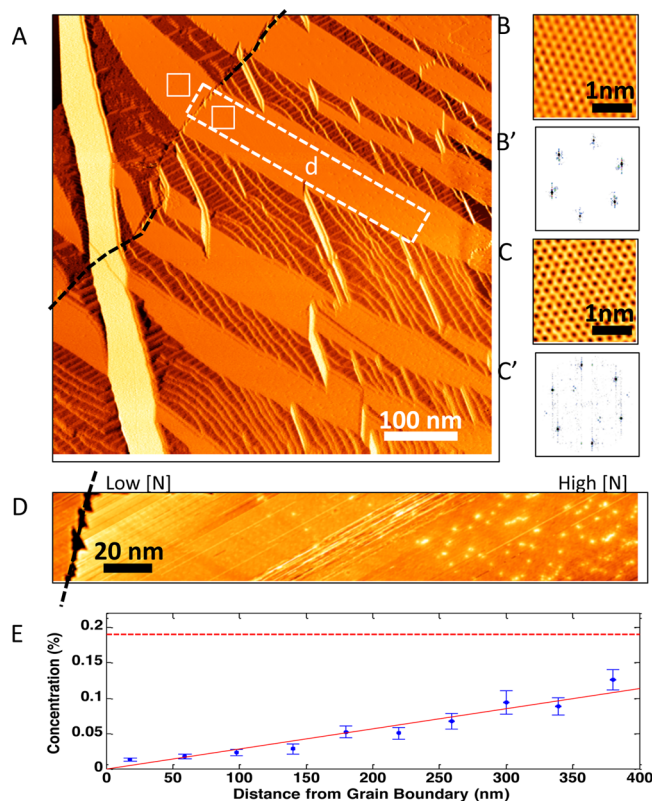 A
d
100 nm
B
1nm
B'
C
1nm
C'
Low [N]
High [N]
D
20 nm
E
Concentration (%)
0.2
0.15
0.1
0.05
0
0
50
100
150
200
250
300
350
400
Distance from Grain Boundary (nm)